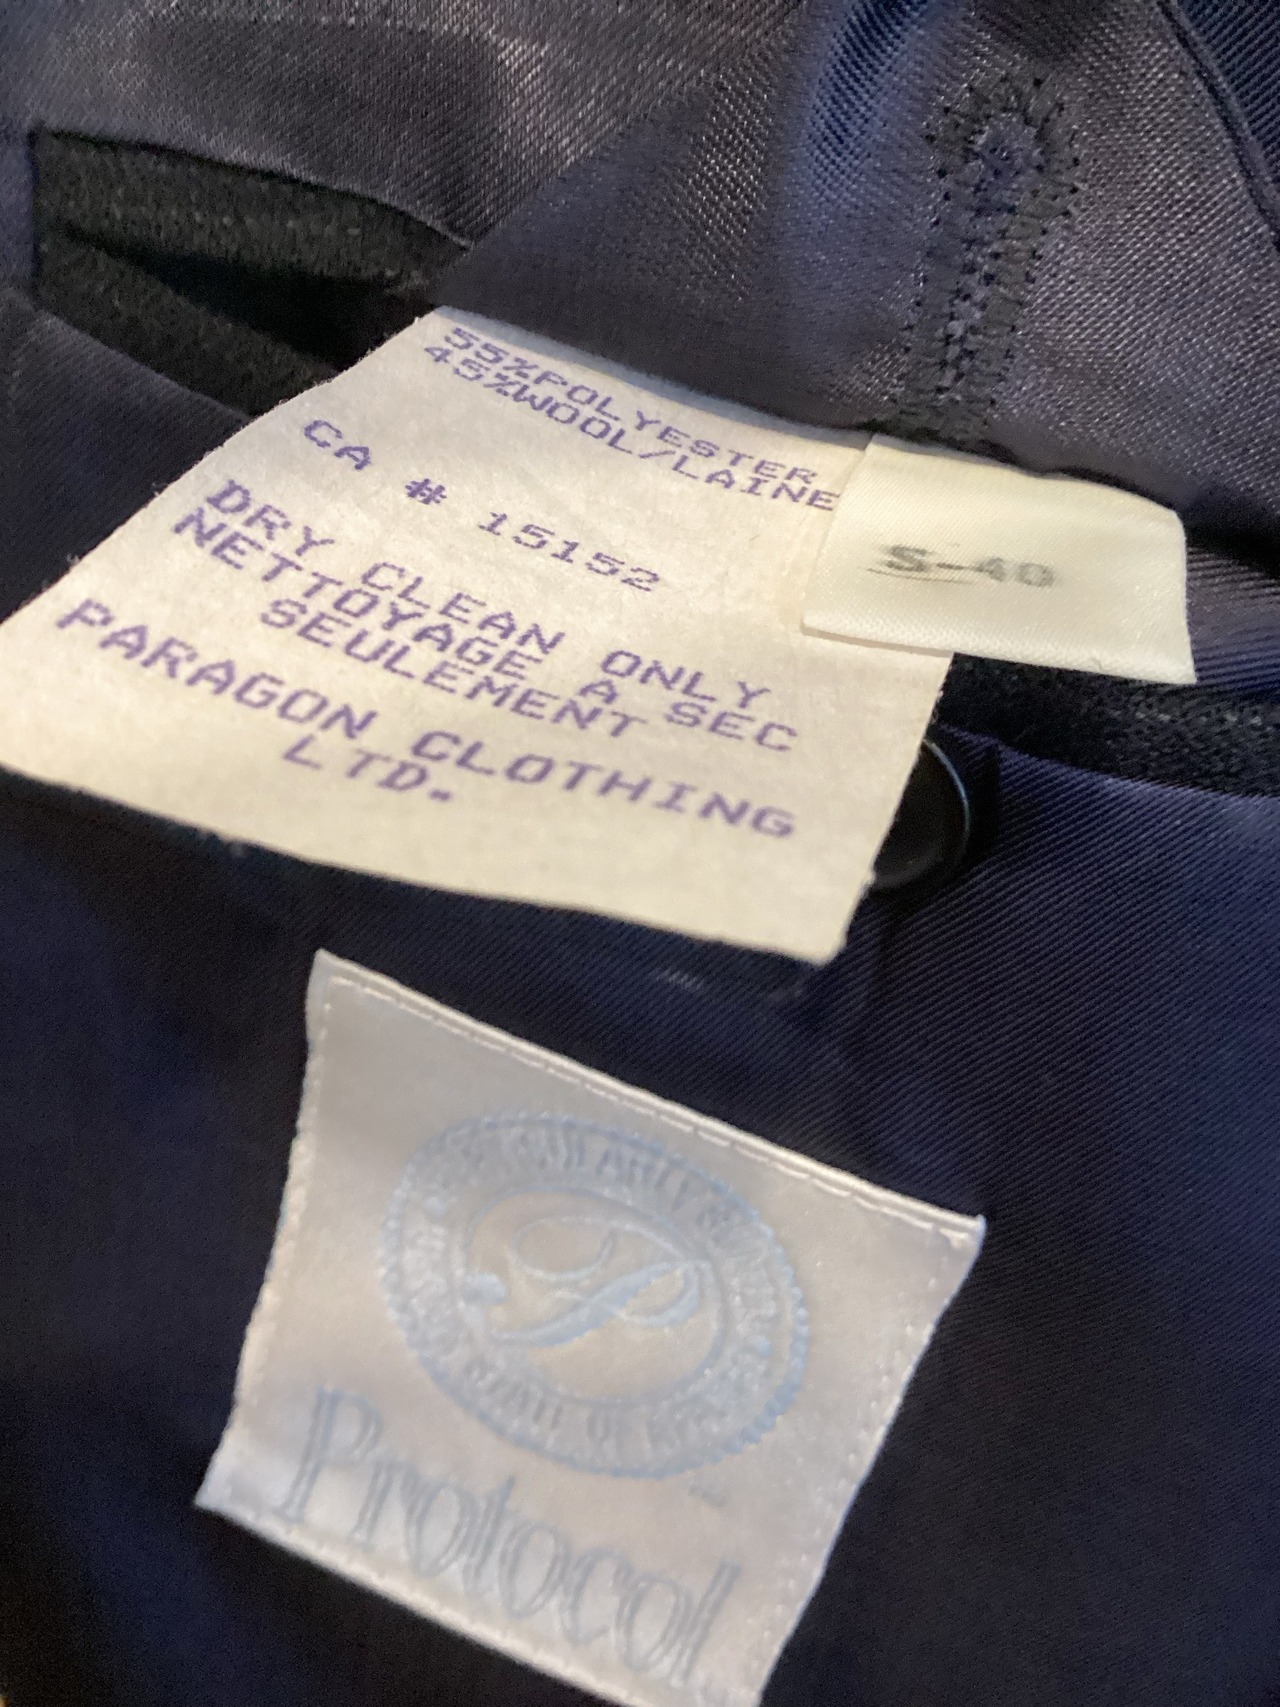 55%POLYESTER
45%WOOL/LAINE
CA # 15152
DRY CLEAN ONLY
NETTOYAGE A SEC
SEULEMENT
PARAGON CLOTHING
LTD.
S-40
P
Protocol